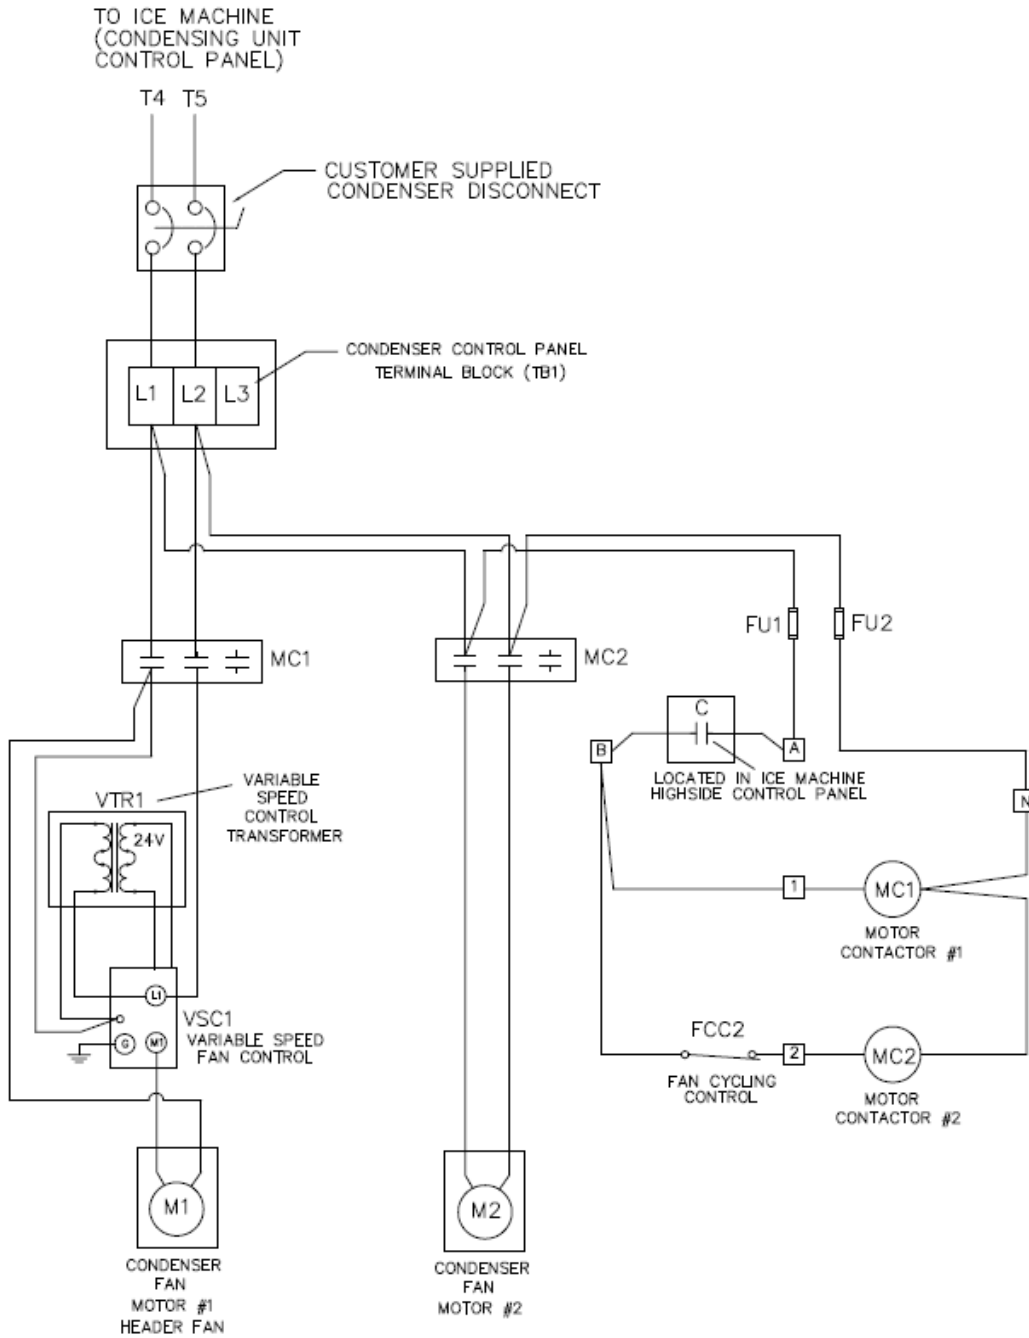 TO ICE MACHINE
(CONDENSING UNIT
CONTROL PANEL)
T4 T5
CUSTOMER SUPPLIED
CONDENSER DISCONNECT
CONDENSER CONTROL PANEL
TERMINAL BLOCK (TB1)
L1 L2 L3
FU1 FU2
MC1
MC2
C
B
A
LOCATED IN ICE MACHINE
HIGHSIDE CONTROL PANEL
N
VARIABLE
SPEED
CONTROL
TRANSFORMER
VTR1
24V
1
MC1
MOTOR
CONTACTOR #1
L1
VSC1
VARIABLE SPEED
FAN CONTROL
G
M1
FCC2
2
MC2
FAN CYCLING
CONTROL
MOTOR
CONTACTOR #2
M1
M2
CONDENSER
FAN
MOTOR #1
HEADER FAN
CONDENSER
FAN
MOTOR #2